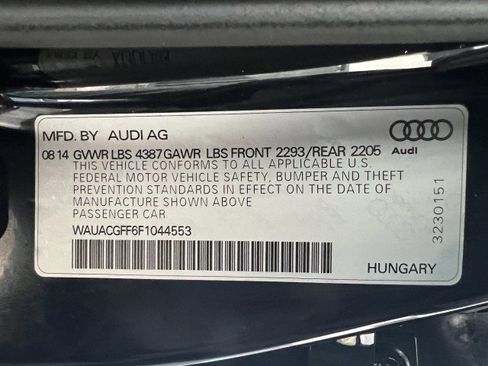 MFD. BY AUDI AG
Audi
08 14 GVWR LBS 4387 GAWR LBS FRONT 2293/REAR 2205
THIS VEHICLE CONFORMS TO ALL APPLICABLE U.S.
FEDERAL MOTOR VEHICLE SAFETY, BUMPER AND THEFT
PREVENTION STANDARDS IN EFFECT ON THE DATE OF
MANUFACTURE SHOWN ABOVE
PASSENGER CAR
WAUACGFF6F1044553
HUNGARY
3230151